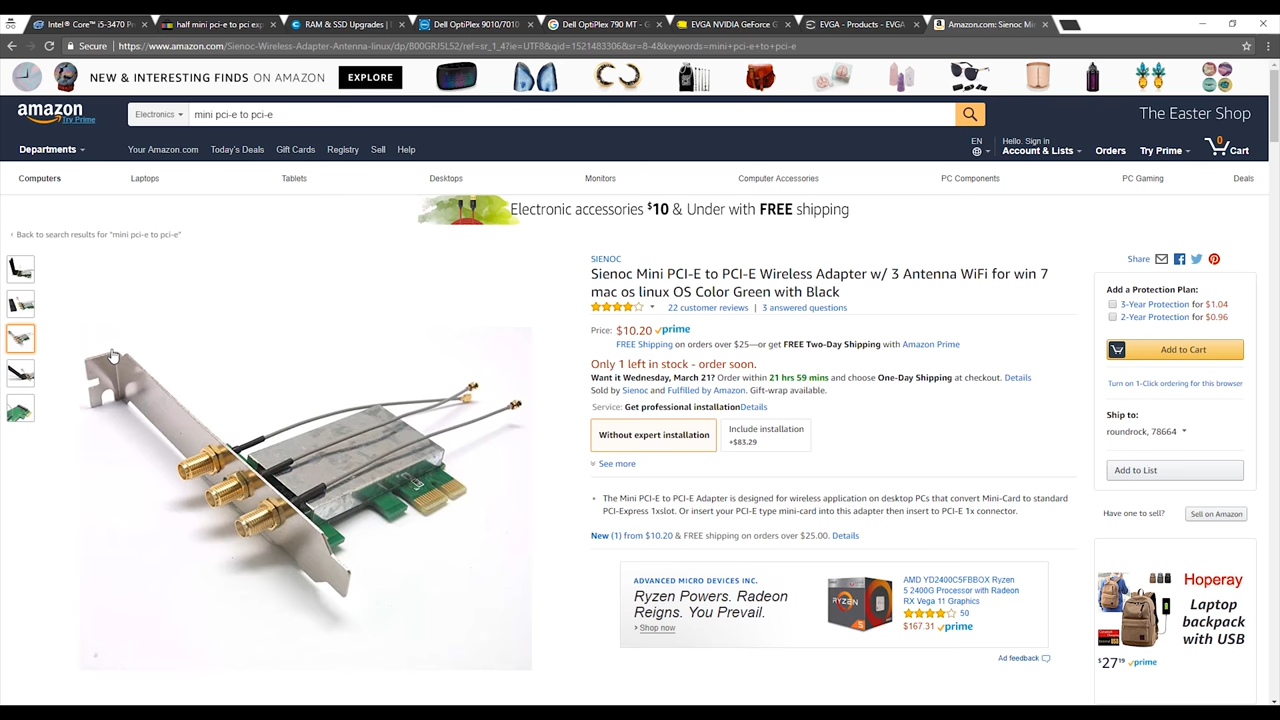 Intel® Core™ i5-3470 Pr
half mini pci-e to pci exp
RAM & SSD Upgrades |
Dell OptiPlex 9010/7010
Dell OptiPlex 790 MT - G
EVGA NVIDIA GeForce G
EVGA - Products - EVGA
Amazon.com: Sienoc Mi
Secure
https://www.amazon.com/Sienoc-Wireless-Adapter-Antenna-linux/dp/B00GRJ5L52/ref=sr_1_4?ie=UTF8&qid=1521483306&sr=8-4&keywords=mini+pci-e+to+pci-e
NEW & INTERESTING FINDS ON AMAZON
EXPLORE
amazon
Try Prime
Electronics
mini pci-e to pci-e
The Easter Shop
Departments
Your Amazon.com
Today's Deals
Gift Cards
Registry
Sell
Help
EN
Hello. Sign in
Account & Lists
Orders
Try Prime
0
Cart
Computers
Laptops
Tablets
Desktops
Monitors
Computer Accessories
PC Components
PC Gaming
Deals
Electronic accessories $10 & Under with FREE shipping
‹ Back to search results for "mini pci-e to pci-e"
SIENOC
Sienoc Mini PCI-E to PCI-E Wireless Adapter w/ 3 Antenna WiFi for win 7
mac os linux OS Color Green with Black
22 customer reviews | 3 answered questions
Price: $10.20 prime
FREE Shipping on orders over $25—or get FREE Two-Day Shipping with Amazon Prime
Only 1 left in stock - order soon.
Want it Wednesday, March 21? Order within 21 hrs 59 mins and choose One-Day Shipping at checkout. Details
Sold by Sienoc and Fulfilled by Amazon. Gift-wrap available.
Service: Get professional installationDetails
Without expert installation
Include installation
+$83.29
See more
The Mini PCI-E to PCI-E Adapter is designed for wireless application on desktop PCs that convert Mini-Card to standard
PCI-Express 1xslot. Or insert your PCI-E type mini-card into this adapter then insert to PCI-E 1x connector.
New (1) from $10.20 & FREE shipping on orders over $25.00. Details
ADVANCED MICRO DEVICES INC.
Ryzen Powers. Radeon
Reigns. You Prevail.
› Shop now
RYZEN
5
AMD YD2400C5FBBOX Ryzen
5 2400G Processor with Radeon
RX Vega 11 Graphics
50
$167.31 prime
Ad feedback
Share
Add a Protection Plan:
3-Year Protection for $1.04
2-Year Protection for $0.96
Add to Cart
Turn on 1-Click ordering for this browser
Ship to:
roundrock, 78664
Add to List
Have one to sell?
Sell on Amazon
Hoperay
Laptop
backpack
with USB
$27.19 prime